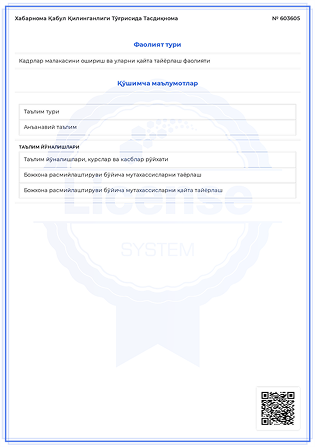 Хабарнома Қабул Қилинганлиги Тўғрисида Тасдиқнома № 603605
Фаолият тури
Кадрлар малакасини ошириш ва уларни қайта тайёрлаш фаолияти
Қўшимча маълумотлар
Таълим тури
Анъанавий таълим
ТАЪЛИМ ЙЎНАЛИШЛАРИ
Таълим йўналишлари, курслар ва касблар рўйхати
Божхона расмийлаштируви бўйича мутахассисларни таёрлаш
Божхона расмийлаштируви бўйича мутахассисларни қайта тайёрлаш
License
SYSTEM